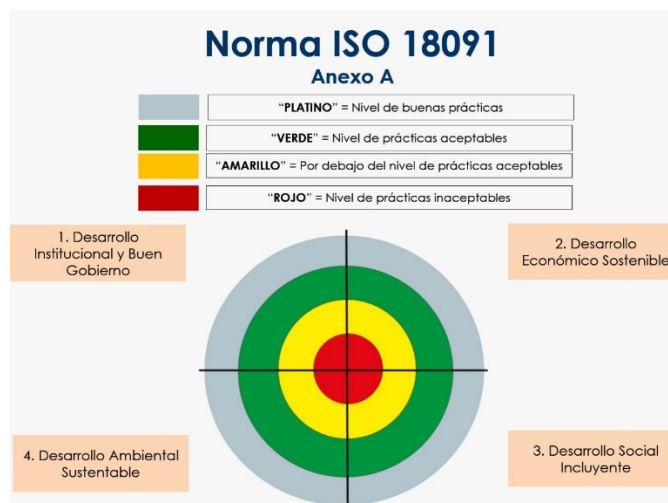 Norma ISO 18091
Anexo A
“PLATINO” = Nivel de buenas prácticas
“VERDE” = Nivel de prácticas aceptables
“AMARILLO” = Por debajo del nivel de prácticas aceptables
“ROJO” = Nivel de prácticas inaceptables
1. Desarrollo
Institucional y Buen
Gobierno
2. Desarrollo
Económico Sostenible
4. Desarrollo Ambiental
Sustentable
3. Desarrollo Social
Incluyente